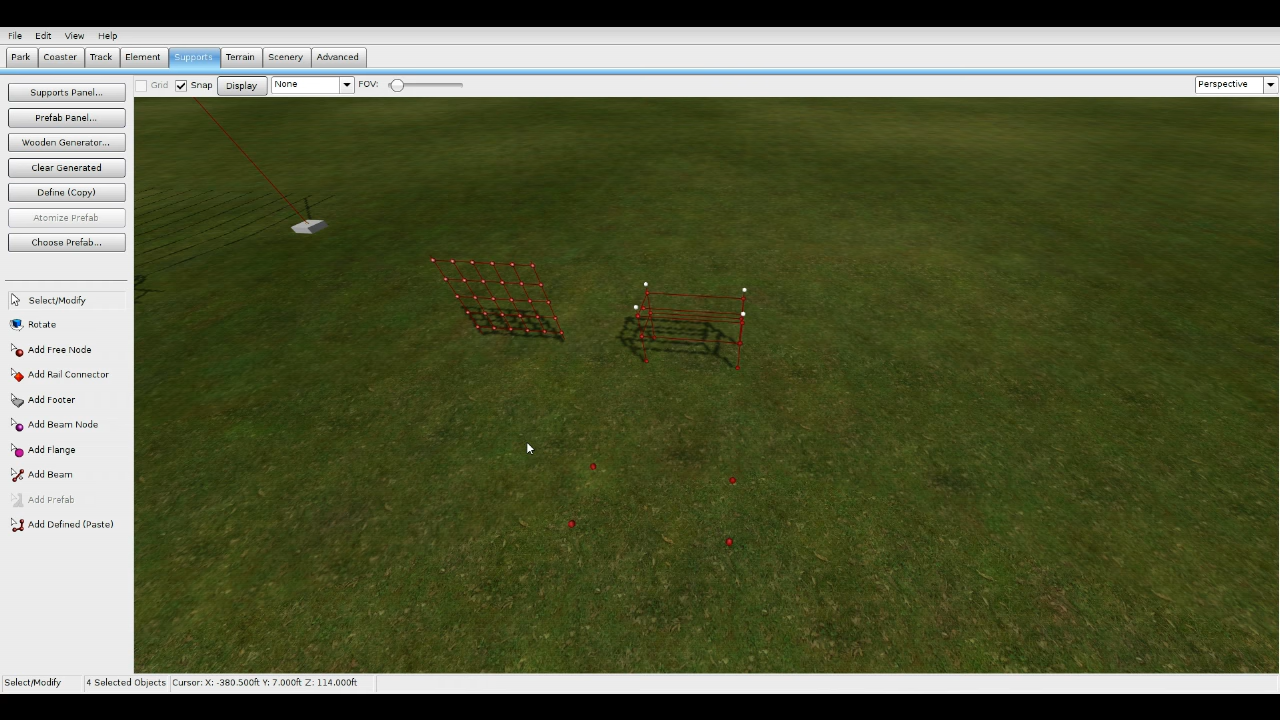 File Edit View Help
Park Coaster Track Element Supports Terrain Scenery Advanced
Supports Panel... Grid Snap Display None FOV: Perspective
Prefab Panel...
Wooden Generator...
Clear Generated
Define (Copy)
Atomize Prefab
Choose Prefab...
Select/Modify
Rotate
Add Free Node
Add Rail Connector
Add Footer
Add Beam Node
Add Flange
Add Beam
Add Prefab
Add Defined (Paste)
Select/Modify 4 Selected Objects Cursor: X: -380.500ft Y: 7.000ft Z: 114.000ft